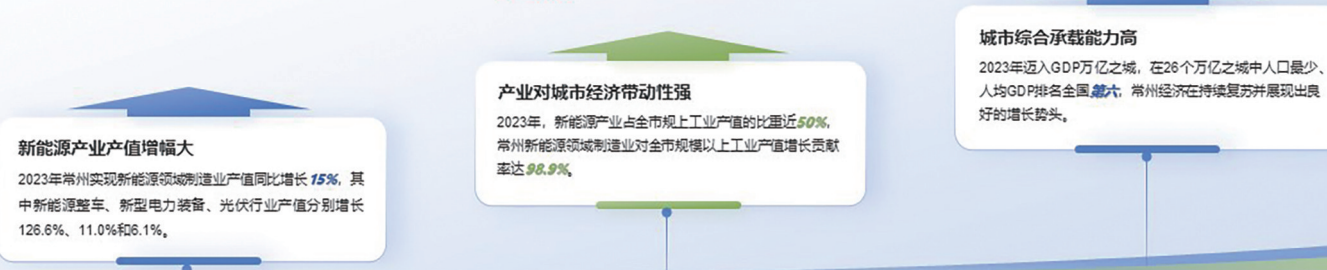 新能源产业产值增幅大
2023年常州实现新能源领域制造业产值同比增长15%，其
中新能源整车、新型电力装备、光伏行业产值分别增长
126.6%、11.0%和6.1%。
产业对城市经济带动性强
2023年，新能源产业占全市规上工业产值的比重近50%，
常州新能源领域制造业对全市规模以上工业产值增长贡献
率达98.9%。
城市综合承载能力高
2023年迈入GDP万亿之城，在26个万亿之城中人口最少、
人均GDP排名全国第六，常州经济在持续复苏并展现出良
好的增长势头。